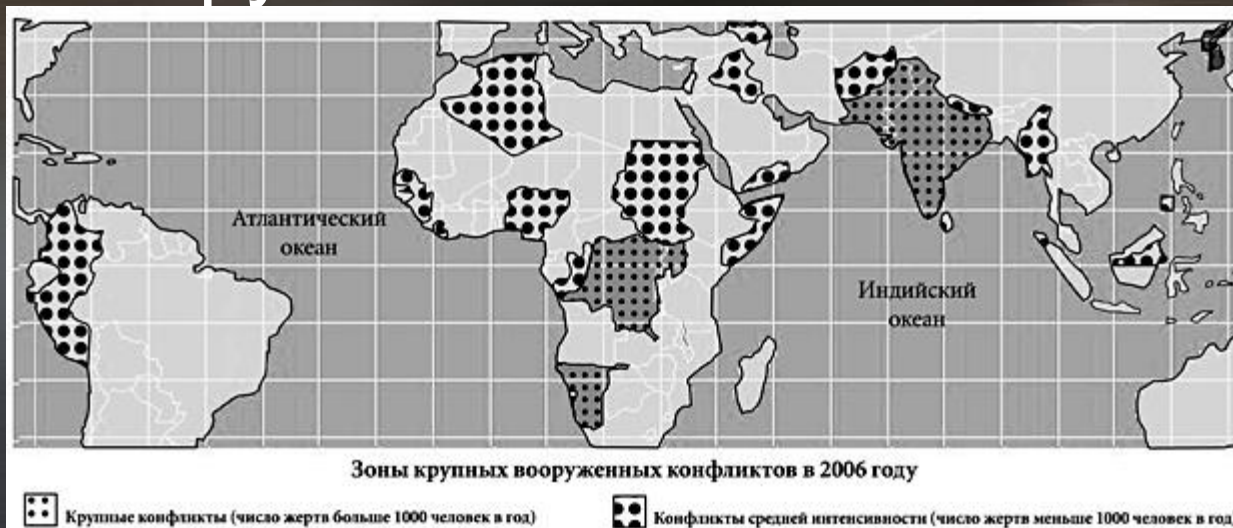 Атлантический
океан
Индийский
океан
Зоны крупных вооруженных конфликтов в 2006 году
Крупные конфликты (число жертв больше 1000 человек в год)
Конфликты средней интенсивности (число жертв меньше 1000 человек в год)